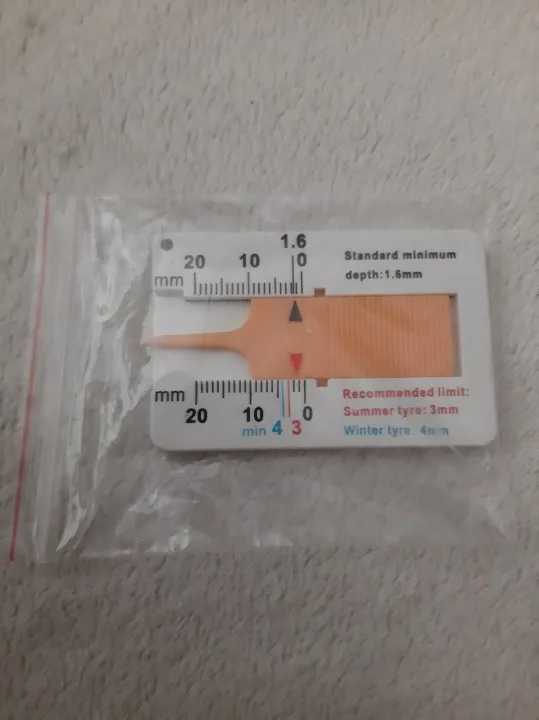 1.6
20 10 0
mm
Standard minimum
depth:1.6mm
mm
20 10 0
min 4 3
Recommended limit:
Summer tyre: 3mm
Winter tyre: 4mm